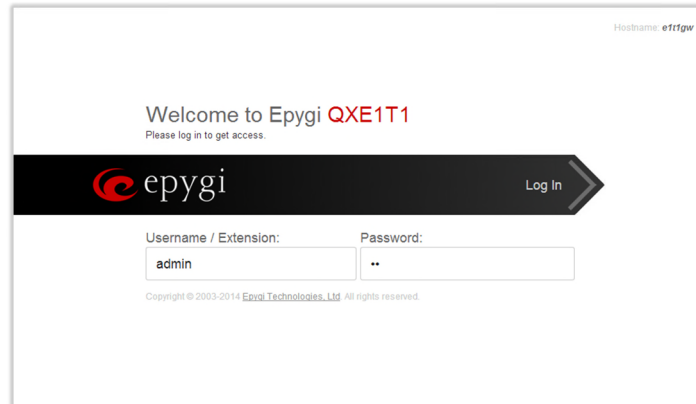 Hostname: e1t1gw
Welcome to Epygi QXE1T1
Please log in to get access.
epygi
Log In
Username / Extension: Password:
admin ••
Copyright © 2003-2014 Epygi Technologies, Ltd. All rights reserved.